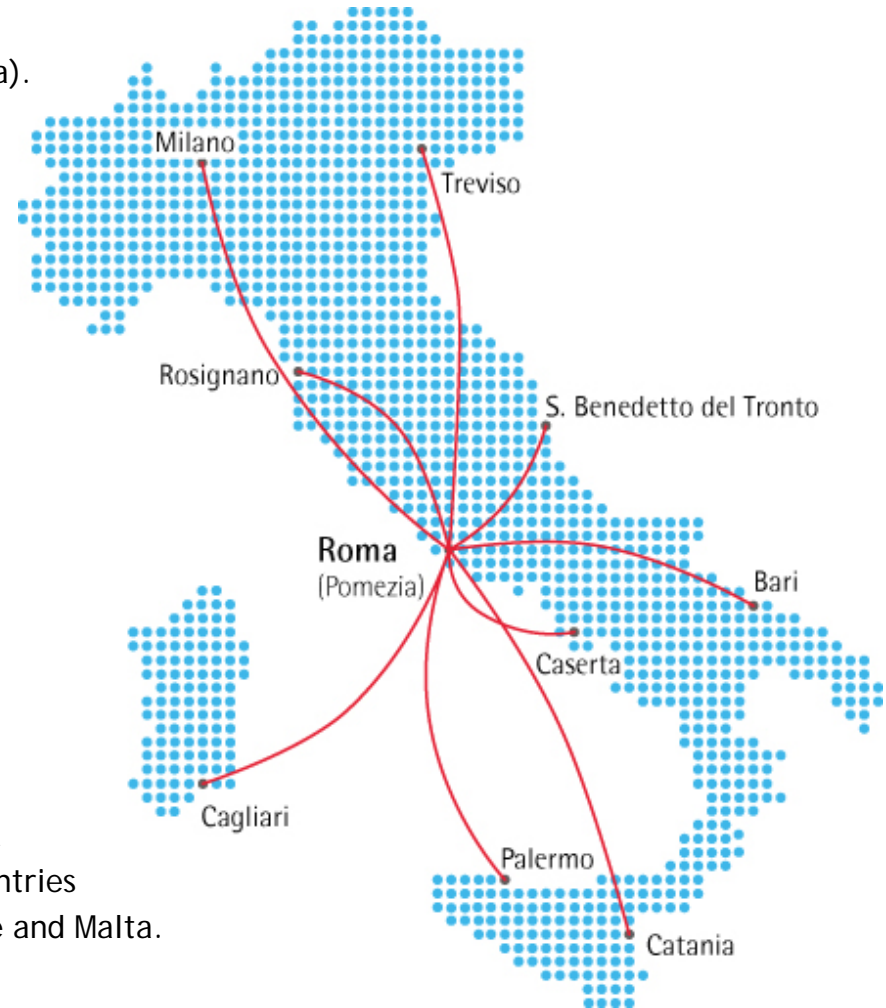 a).
Milano
Treviso
Rosignano
S. Benedetto del Tronto
Roma
(Pomezia)
Bari
Caserta
Cagliari
Palermo
ntries
e and Malta.
Catania